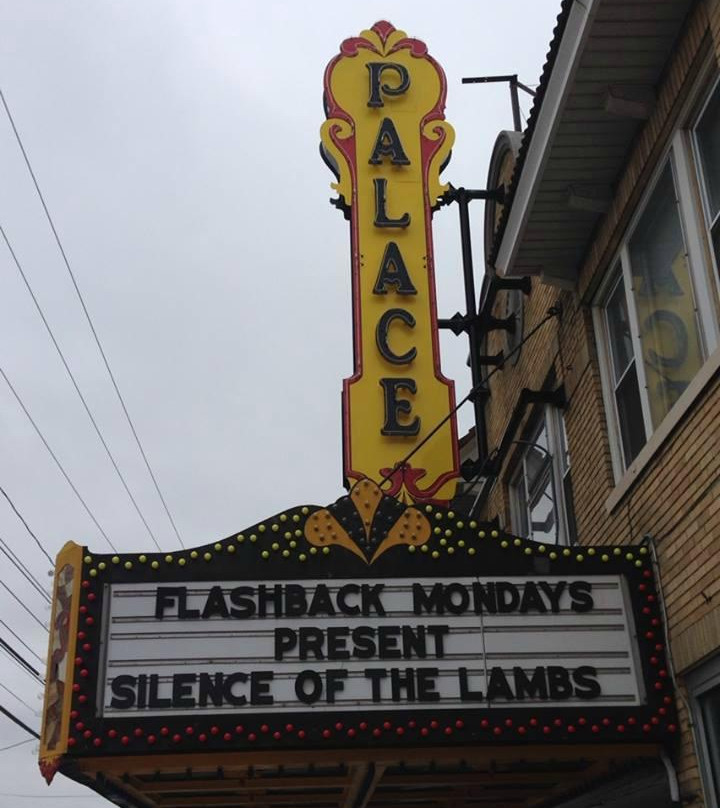 PALACE
FLASHBACK MONDAYS
PRESENT
SILENCE OF THE LAMBS